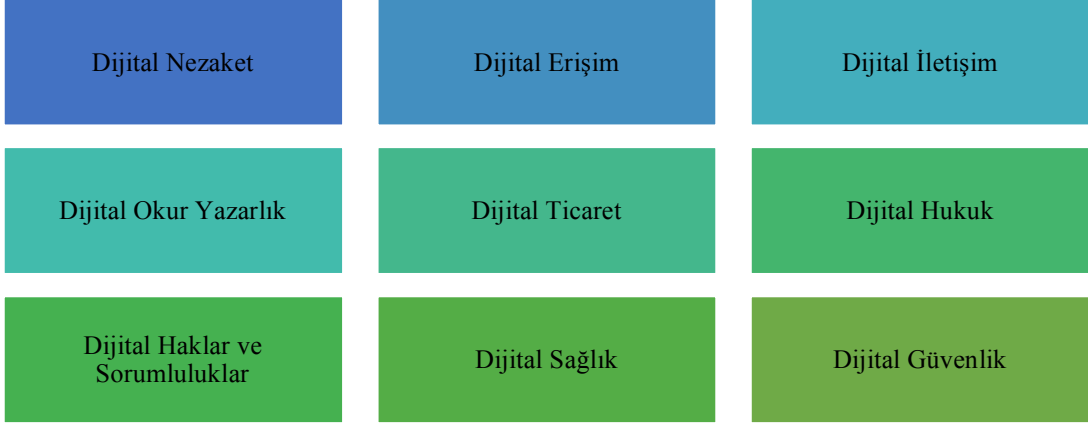 Dijital Nezaket
Dijital Erişim
Dijital İletişim
Dijital Okur Yazarlık
Dijital Ticaret
Dijital Hukuk
Dijital Haklar ve
Sorumluluklar
Dijital Sağlık
Dijital Güvenlik